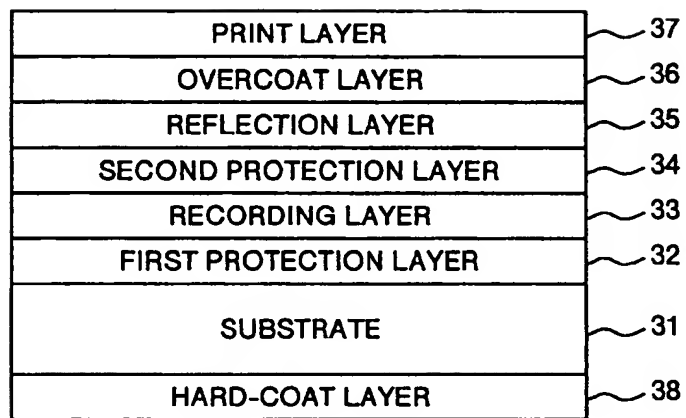 PRINT LAYER 37
OVERCOAT LAYER 36
REFLECTION LAYER 35
SECOND PROTECTION LAYER 34
RECORDING LAYER 33
FIRST PROTECTION LAYER 32
SUBSTRATE 31
HARD-COAT LAYER 38